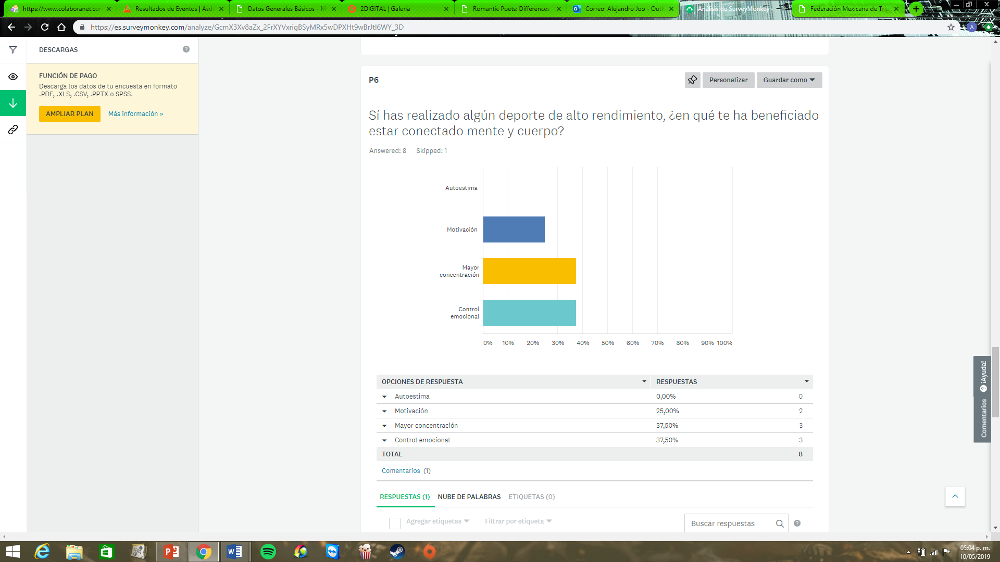 https://www.colaboranet.com
Resultados de Eventos | Asde
Datos Generales Básicos - M
2DIGITAL | Galería
Romantic Poets: Differences
Correo: Alejandro Joo - Outl
Análisis de SurveyMonkey
Federación Mexicana de Tria
https://es.surveymonkey.com/analyze/GcmX3Xv8aZx_2FrXYVxrigBSyMRx5wDPXHt9wBrJtl6WY_3D
A
DESCARGAS
FUNCIÓN DE PAGO
Descarga los datos de tu encuesta en formato
.PDF, .XLS, .CSV, .PPTX o SPSS.
AMPLIAR PLAN
Más información »
P6
Personalizar
Guardar como
Sí has realizado algún deporte de alto rendimiento, ¿en qué te ha beneficiado
estar conectado mente y cuerpo?
Answered: 8 Skipped: 1
Autoestima
Motivación
Mayor
concentración
Control
emocional
0% 10% 20% 30% 40% 50% 60% 70% 80% 90% 100%
OPCIONES DE RESPUESTA RESPUESTAS
Autoestima 0,00% 0
Motivación 25,00% 2
Mayor concentración 37,50% 3
Control emocional 37,50% 3
TOTAL 8
Comentarios (1)
RESPUESTAS (1) NUBE DE PALABRAS ETIQUETAS (0)
Agregar etiquetas Filtrar por etiqueta Buscar respuestas
¡Ayuda!
Comentarios
05:04 p. m.
10/05/2019